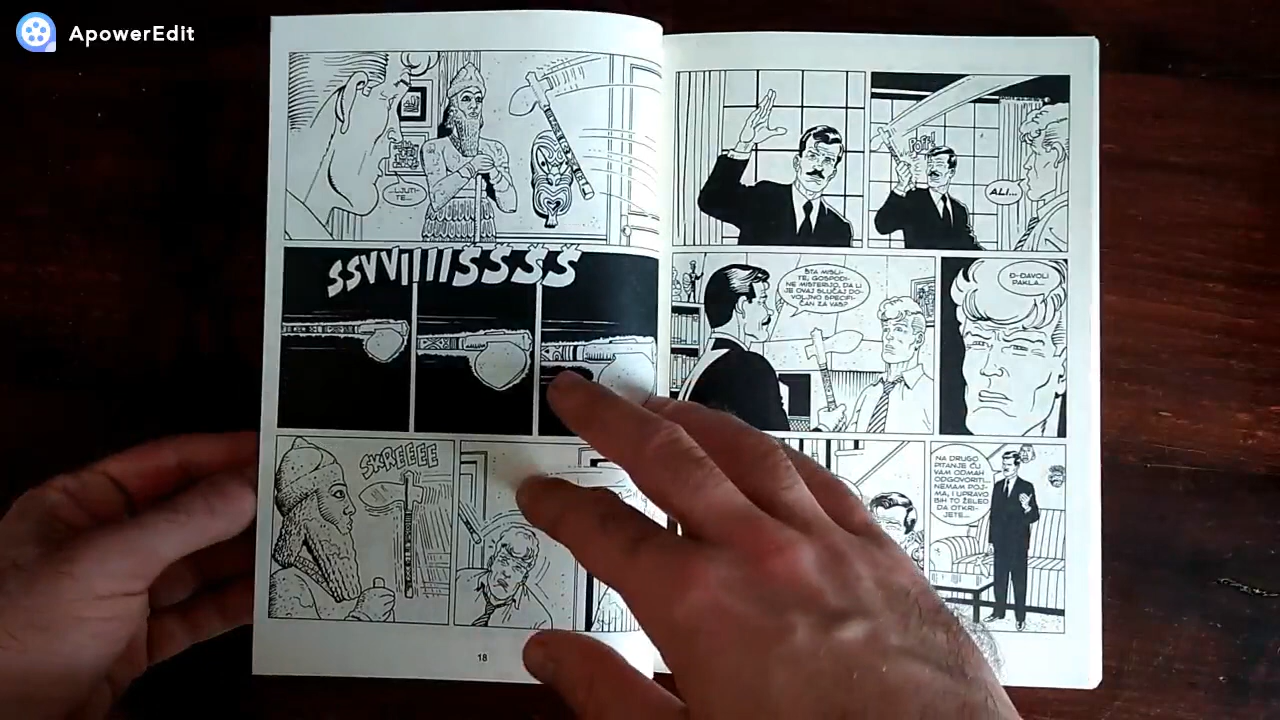 ApowerEdit
...LJUTI-
TE...
SSVVIIIIIŠŠŠŠ
SKREEEE
18
POFH!
ALI...
ŠTA MISLI-
TE, GOSPODI-
NE MISTERIJO, DA LI
JE OVAJ SLUČAJ DO-
VOLJNO SPECIFI-
ČAN ZA VAS?
Đ-ĐAVOLI
PAKLA...
NA DRUGO
PITANJE ĆU
VAM ODMAH
ODGOVORITI...
NEMAM POJ-
MA, I UPRAVO
BIH TO ŽELEO
DA OTKRI-
JETE...